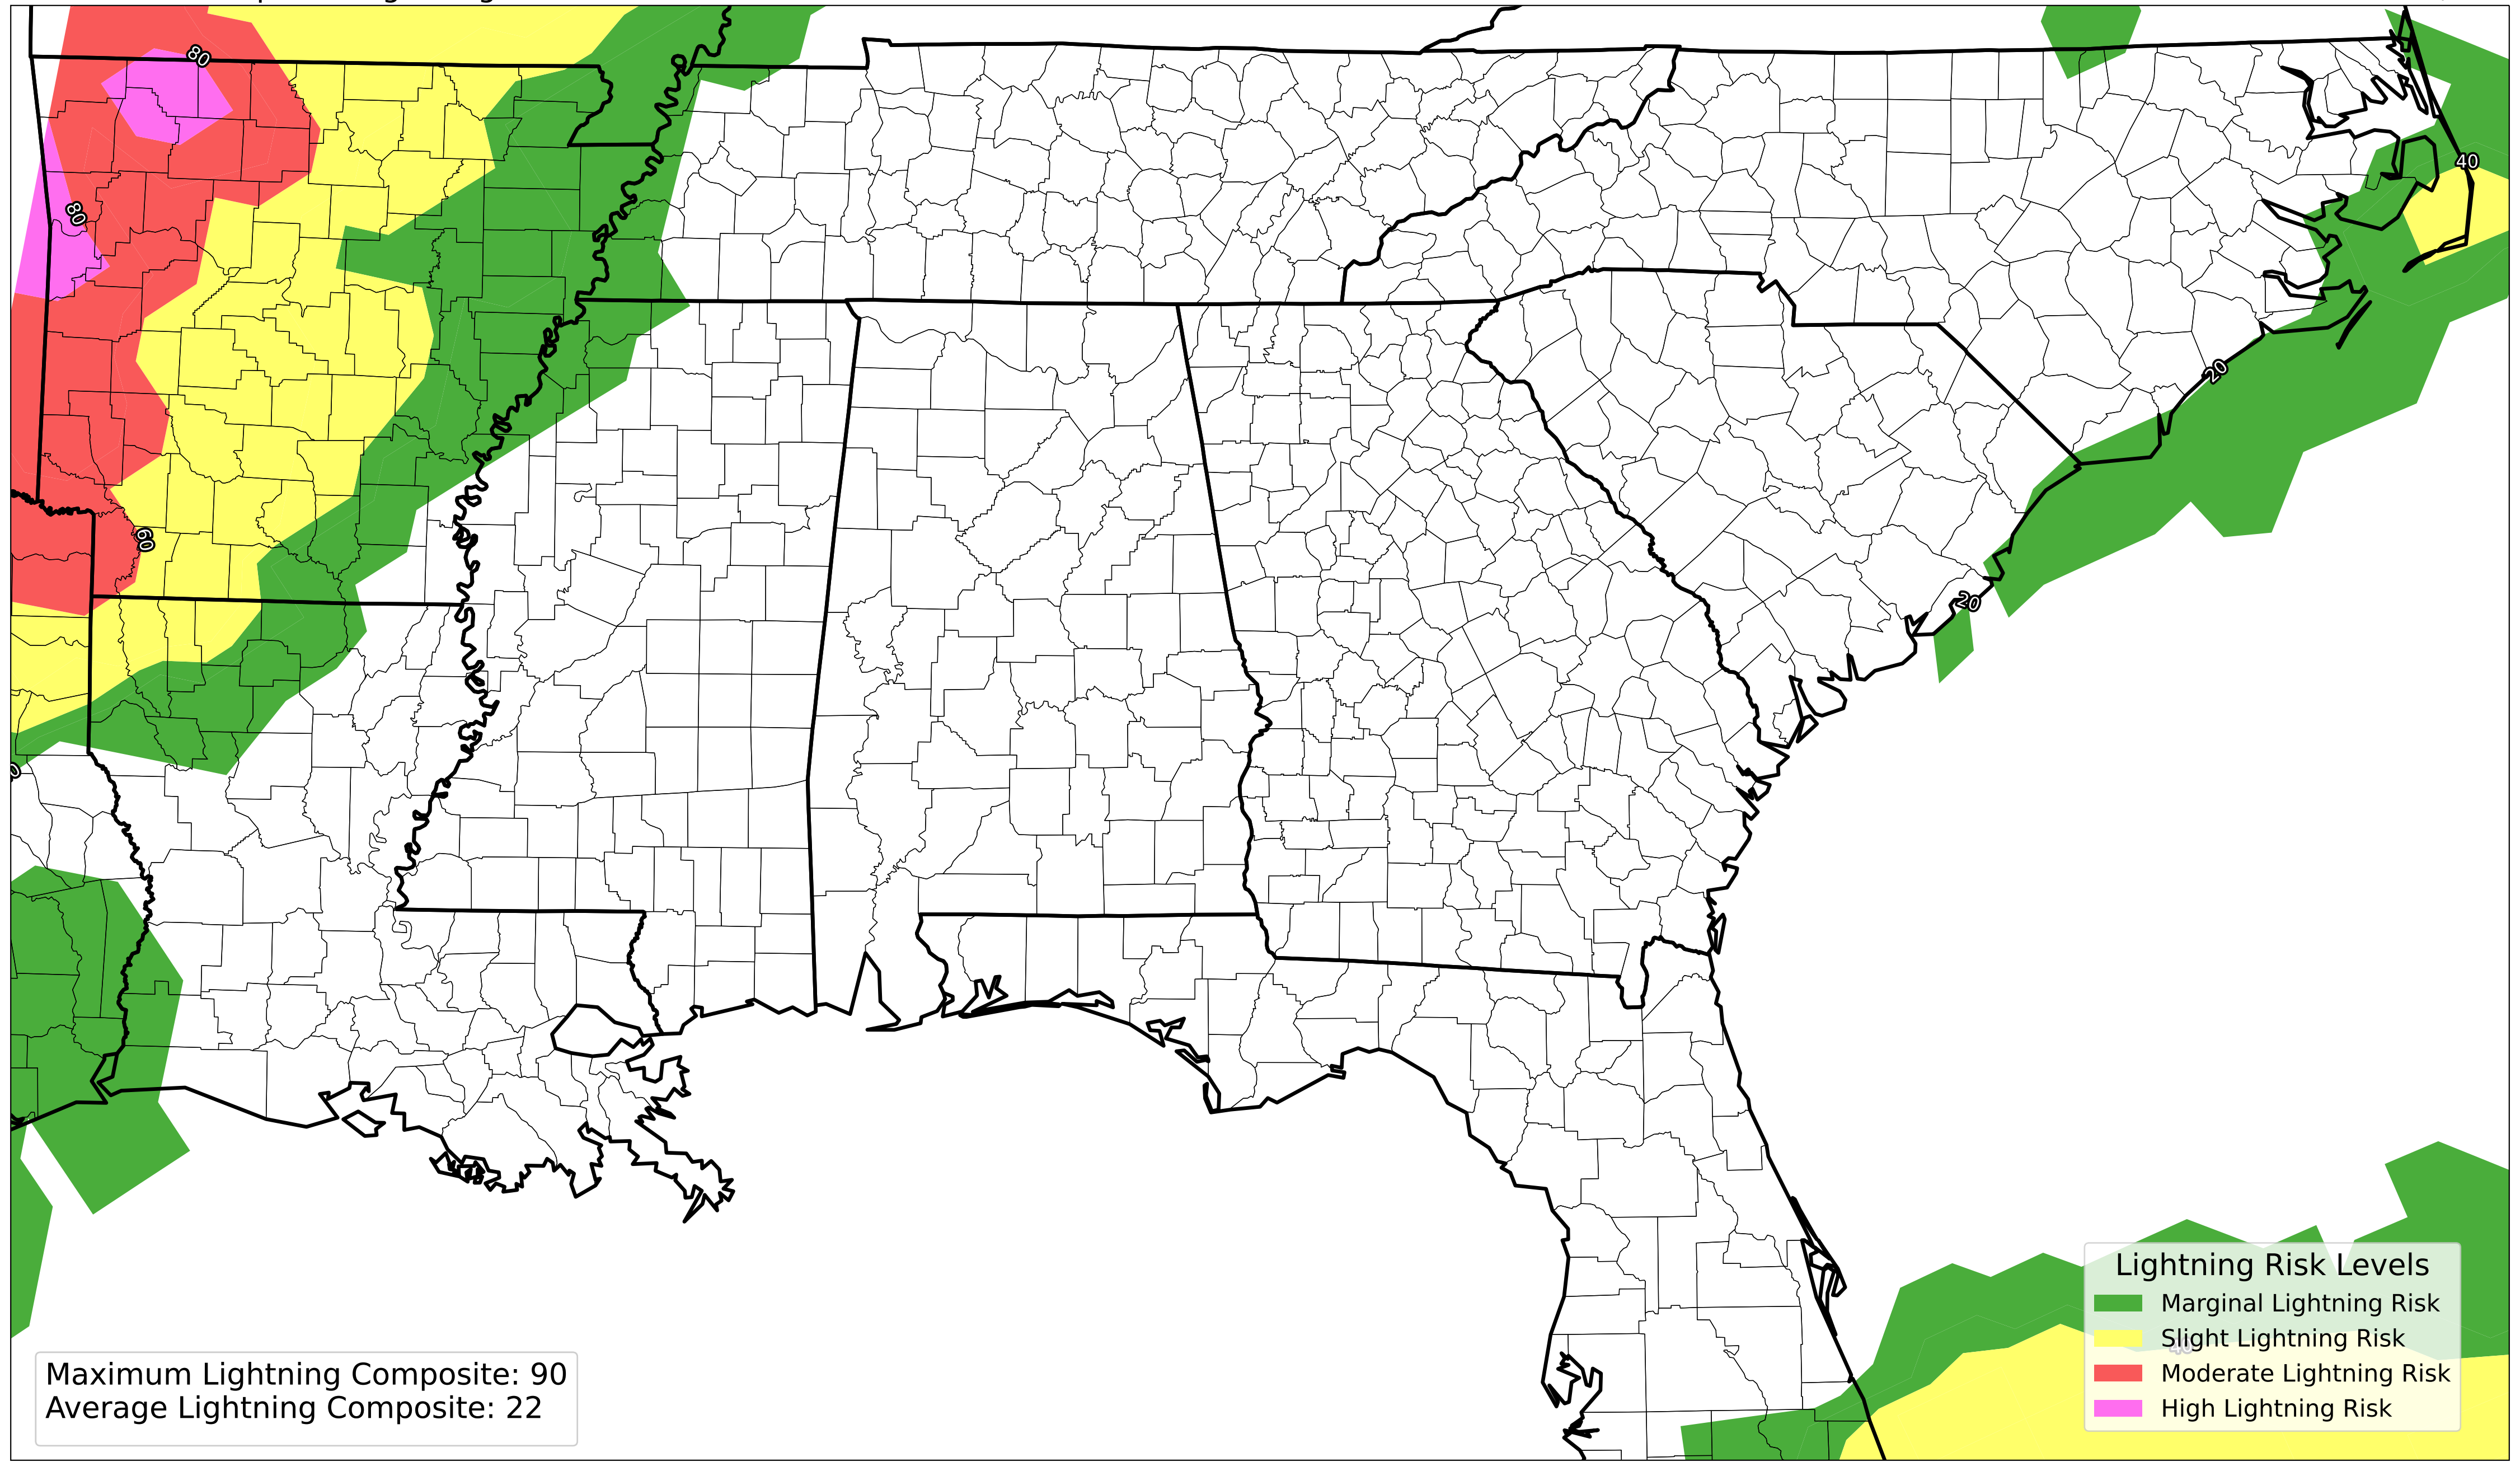 80
40
80
20
60
20
Lightning Risk Levels
Marginal Lightning Risk
Slight Lightning Risk
Moderate Lightning Risk
High Lightning Risk
Maximum Lightning Composite: 90
Average Lightning Composite: 22